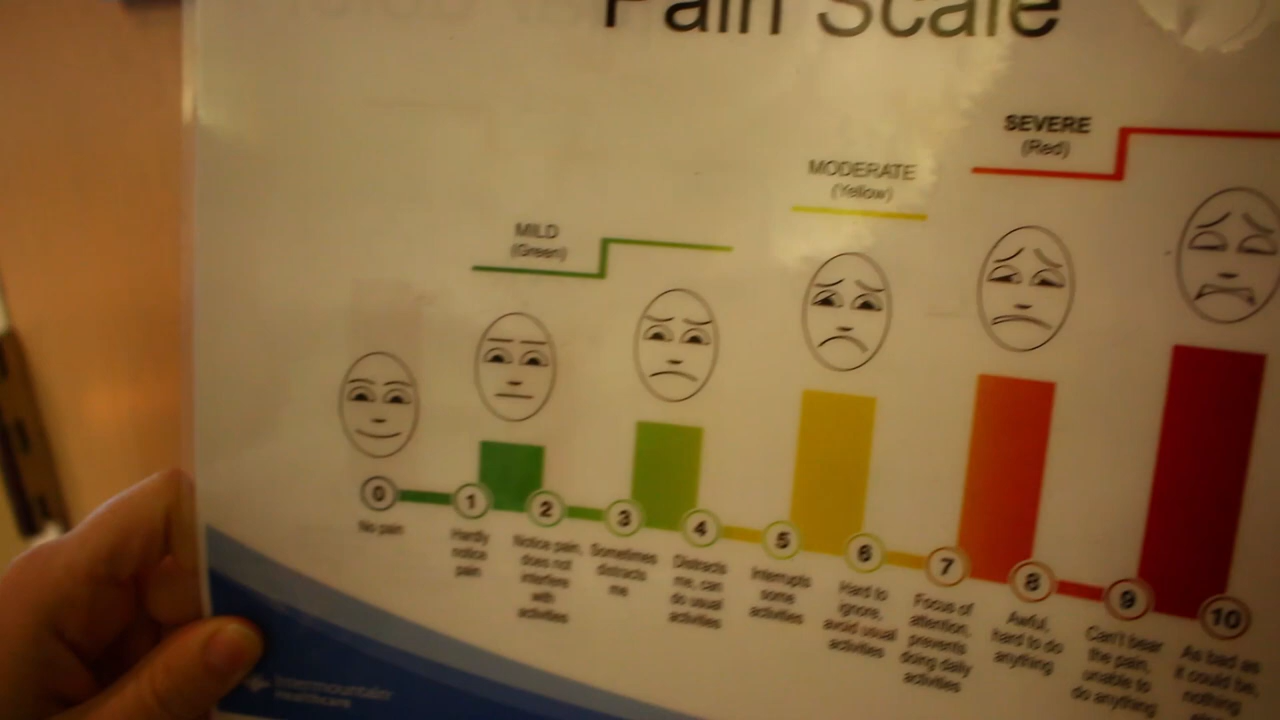 Pain Scale
SEVERE
(Red)
MODERATE
(Yellow)
MILD
(Green)
0
1
2
3
4
5
6
7
8
9
10
No pain
Hardly
notice
pain
Notice pain,
does not
interfere
with
activities
Sometimes
distracts
me
Distracts
me, can
do usual
activities
Interrupts
some
activities
Hard to
ignore,
avoid usual
activities
Focus of
attention,
prevents
doing daily
activities
Awful,
hard to do
anything
Can't bear
the pain,
unable to
do anything
As bad as
it could be,
nothing
Intermountain
Healthcare